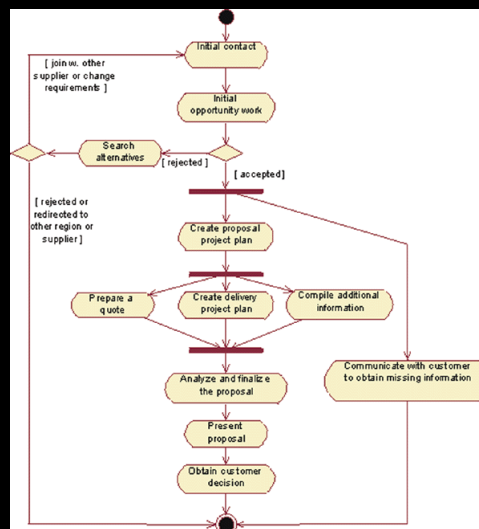 Initial contact
[ join w. other
supplier or change
requirements ]
Initial
opportunity work
Search
alternatives
[ rejected ]
[ accepted]
[ rejected or
redirected to
other region or
supplier ]
Create proposal
project plan
Prepare a
quote
Create delivery
project plan
Compile additional
information
Communicate with customer
to obtain missing information
Analyze and finalize
the proposal
Present
proposal
Obtain customer
decision